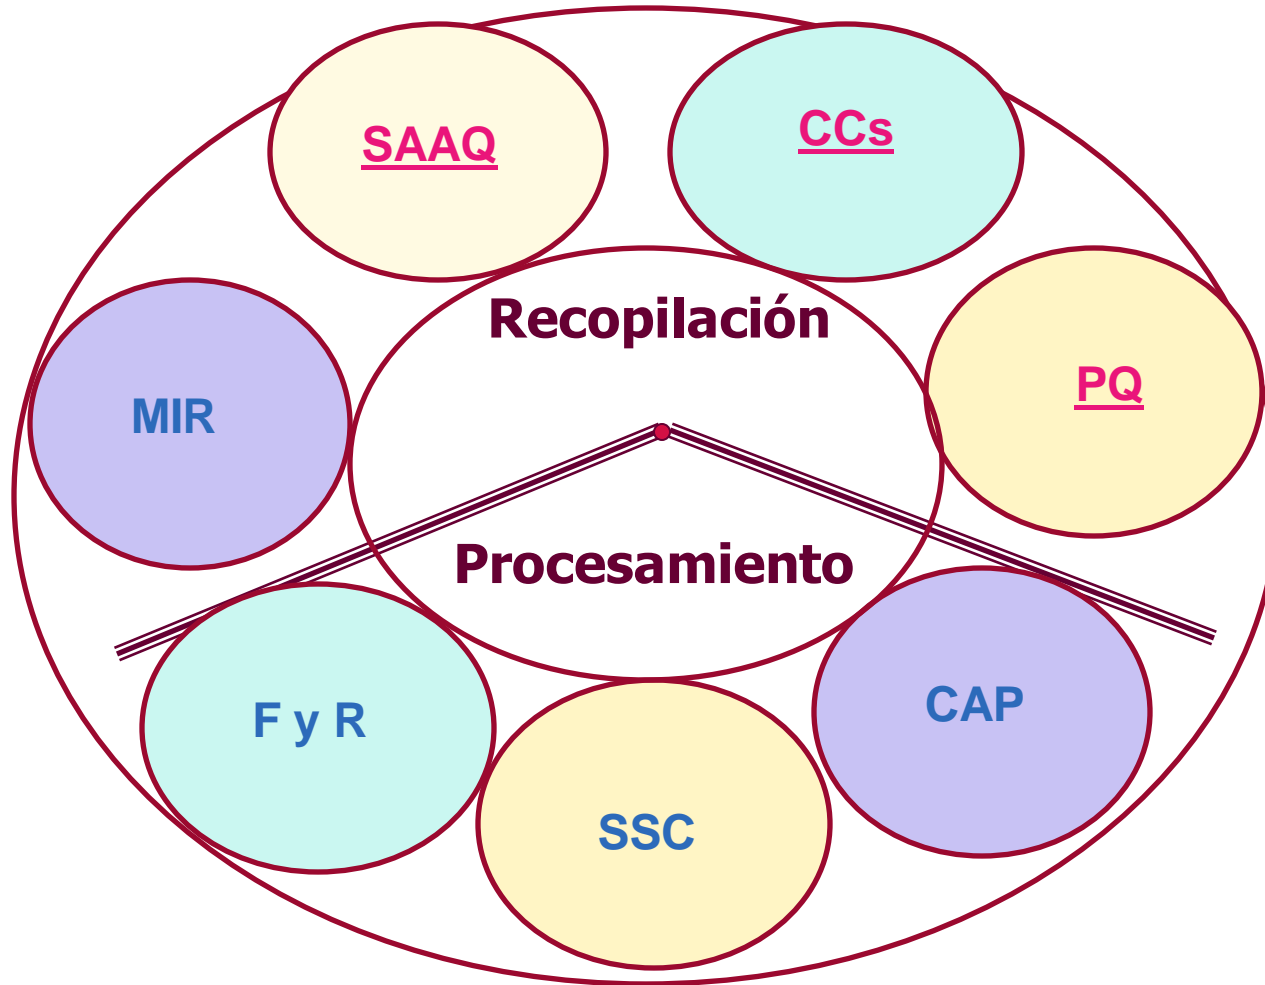 SAAQ
CCs
Recopilación
PQ
MIR
Procesamiento
F y R
CAP
SSC